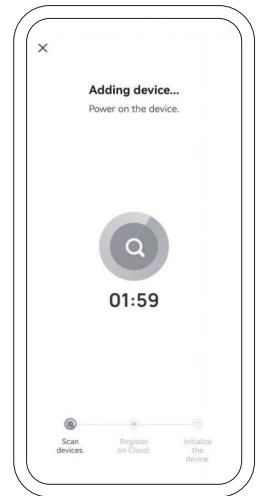 Adding device...
Power on the device.
01:59
Scan
devices.
Register
on Cloud.
Initialize
the
device.